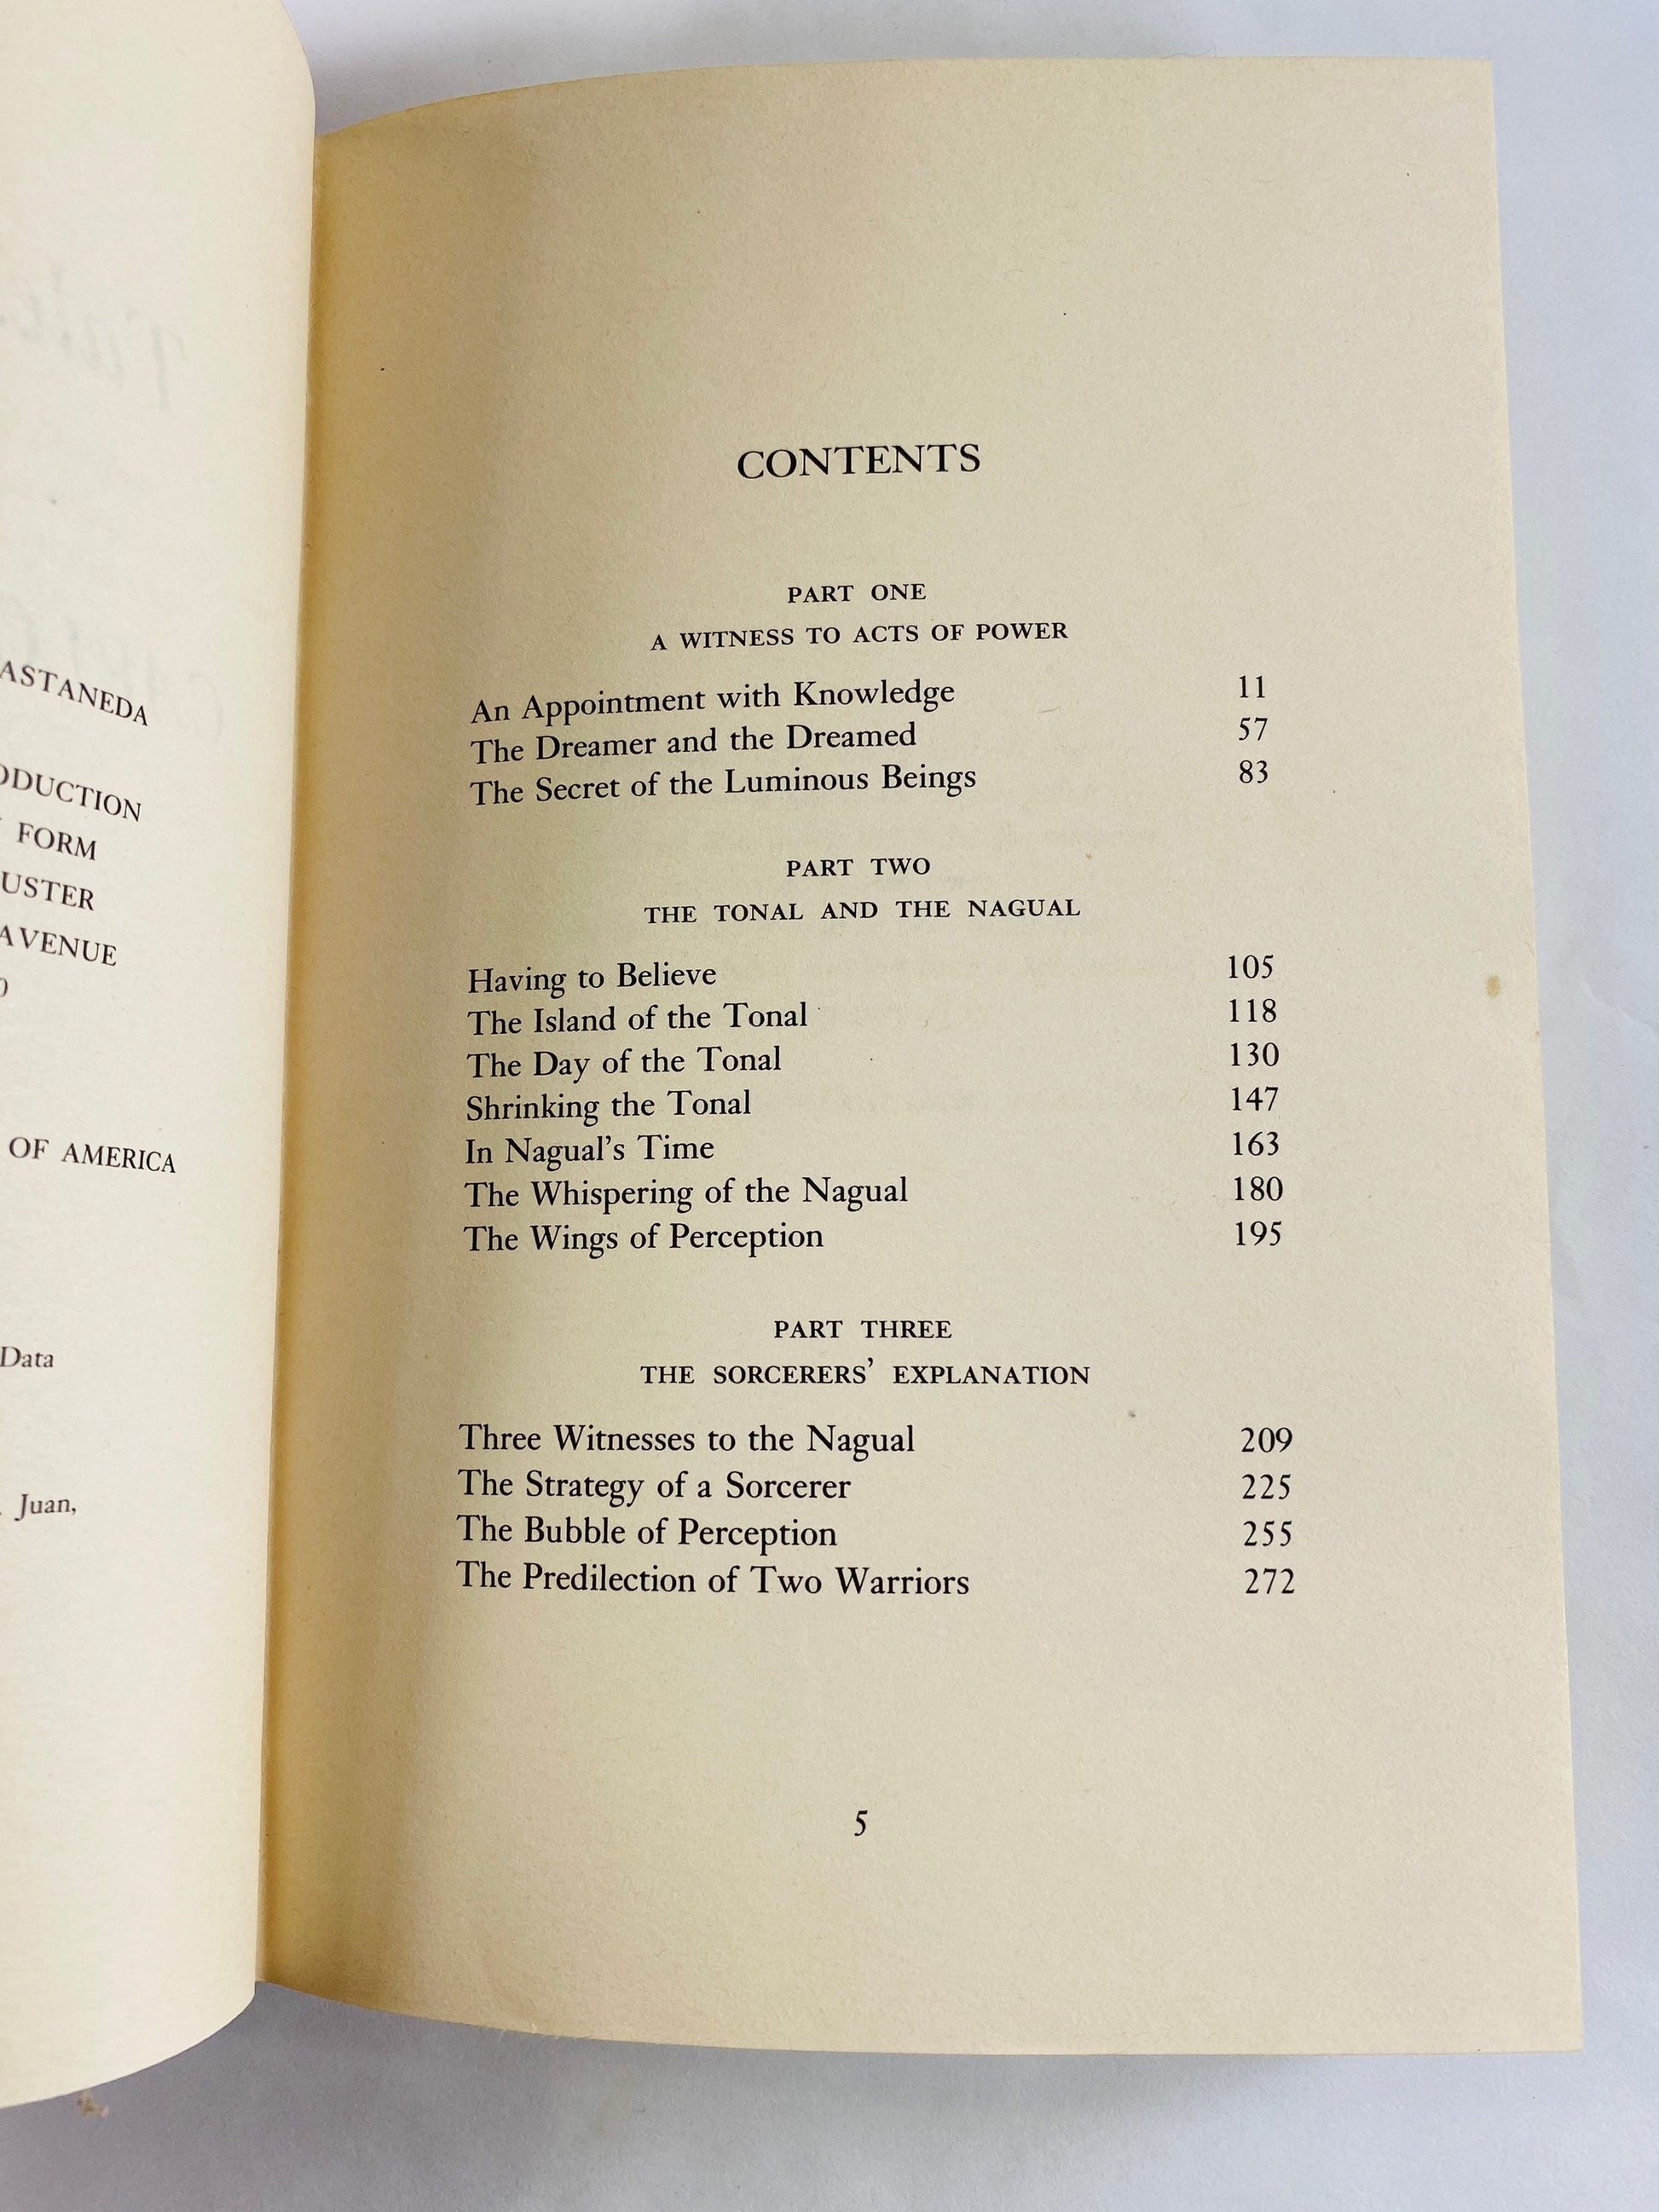 ASTANEDA
ODUCTION
FORM
USTER
AVENUE
OF AMERICA
Data
Juan,
CONTENTS
PART ONE
A WITNESS TO ACTS OF POWER
An Appointment with Knowledge 11
The Dreamer and the Dreamed 57
The Secret of the Luminous Beings 83
PART TWO
THE TONAL AND THE NAGUAL
Having to Believe 105
The Island of the Tonal 118
The Day of the Tonal 130
Shrinking the Tonal 147
In Nagual's Time 163
The Whispering of the Nagual 180
The Wings of Perception 195
PART THREE
THE SORCERERS' EXPLANATION
Three Witnesses to the Nagual 209
The Strategy of a Sorcerer 225
The Bubble of Perception 255
The Predilection of Two Warriors 272
5